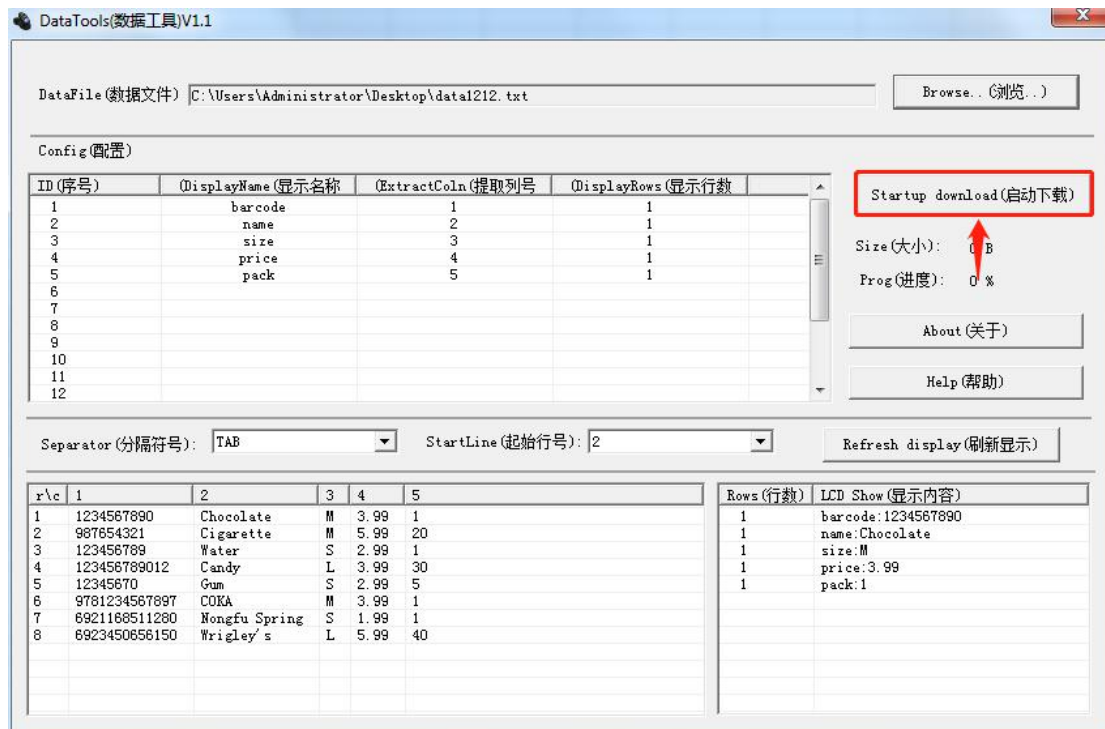 DataTools(数据工具)V1.1
DataFile(数据文件) C:\Users\Administrator\Desktop\data1212.txt Browse..(浏览..)
Config(配置)
ID(序号) (DisplayName(显示名称 (ExtractColn(提取列号 (DisplayRows(显示行数
1 barcode 1 1
2 name 2 1
3 size 3 1
4 price 4 1
5 pack 5 1
6
7
8
9
10
11
12
Startup download(启动下载)
Size(大小): 0 B
Prog(进度): 0 %
About(关于)
Help(帮助)
Separator(分隔符号): TAB StartLine(起始行号): 2 Refresh display(刷新显示)
r\c 1 2 3 4 5
1 1234567890 Chocolate M 3.99 1
2 987654321 Cigarette M 5.99 20
3 123456789 Water S 2.99 1
4 123456789012 Candy L 3.99 30
5 12345670 Gum S 2.99 5
6 9781234567897 COKA M 3.99 1
7 6921168511280 Nongfu Spring S 1.99 1
8 6923450656150 Wrigley's L 5.99 40
Rows(行数) LCD Show(显示内容)
1 barcode:1234567890
1 name:Chocolate
1 size:M
1 price:3.99
1 pack:1